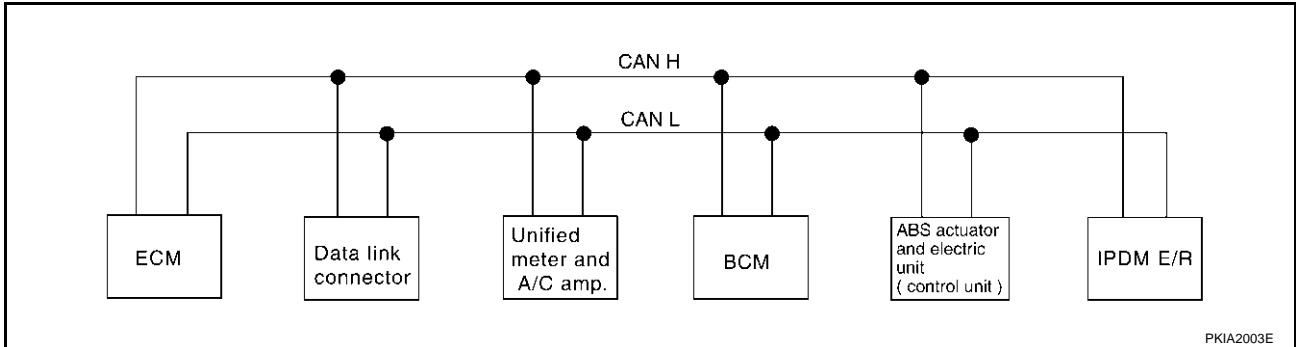 CAN H
CAN L
ECM
Data link
connector
Unified
meter and
A/C amp.
BCM
ABS actuator
and electric
unit
( control unit )
IPDM E/R
PKIA2003E